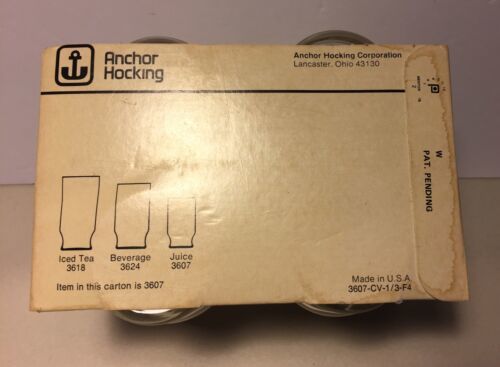 Anchor
Hocking
Anchor Hocking Corporation
Lancaster, Ohio 43130
W
PAT. PENDING
Iced Tea
3618
Beverage
3624
Juice
3607
Item in this carton is 3607
Made in U.S.A.
3607-CV-1/3-F4